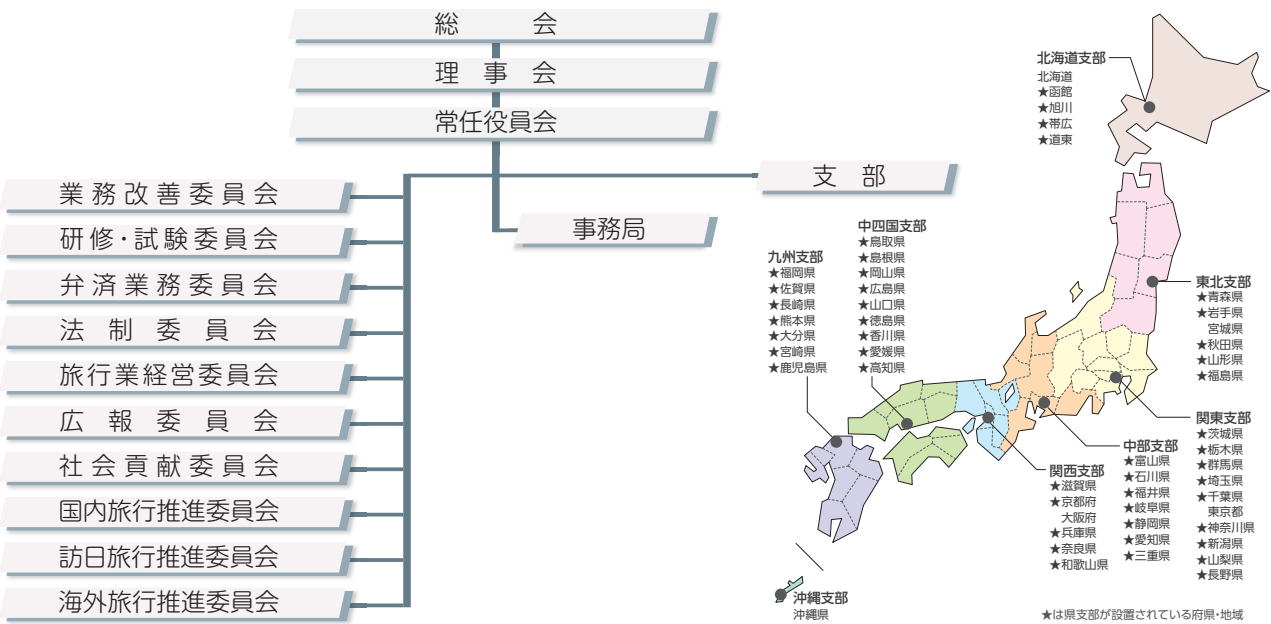 総会
理事会
常任役員会
支部
事務局
業務改善委員会
研修・試験委員会
弁済業務委員会
法制委員会
旅行業経営委員会
広報委員会
社会貢献委員会
国内旅行推進委員会
訪日旅行推進委員会
海外旅行推進委員会
北海道支部
北海道
★函館
★旭川
★帯広
★道東
中四国支部
★鳥取県
★島根県
★岡山県
★広島県
★山口県
★徳島県
★香川県
★愛媛県
★高知県
九州支部
★福岡県
★佐賀県
★長崎県
★熊本県
★大分県
★宮崎県
★鹿児島県
東北支部
★青森県
★岩手県
宮城県
★秋田県
★山形県
★福島県
関東支部
★茨城県
★栃木県
★群馬県
★埼玉県
★千葉県
東京都
★神奈川県
★新潟県
★山梨県
★長野県
中部支部
★富山県
★石川県
★福井県
★岐阜県
★静岡県
★愛知県
★三重県
関西支部
★滋賀県
★京都府
大阪府
★兵庫県
★奈良県
★和歌山県
沖縄支部
沖縄県
★は県支部が設置されている府県・地域